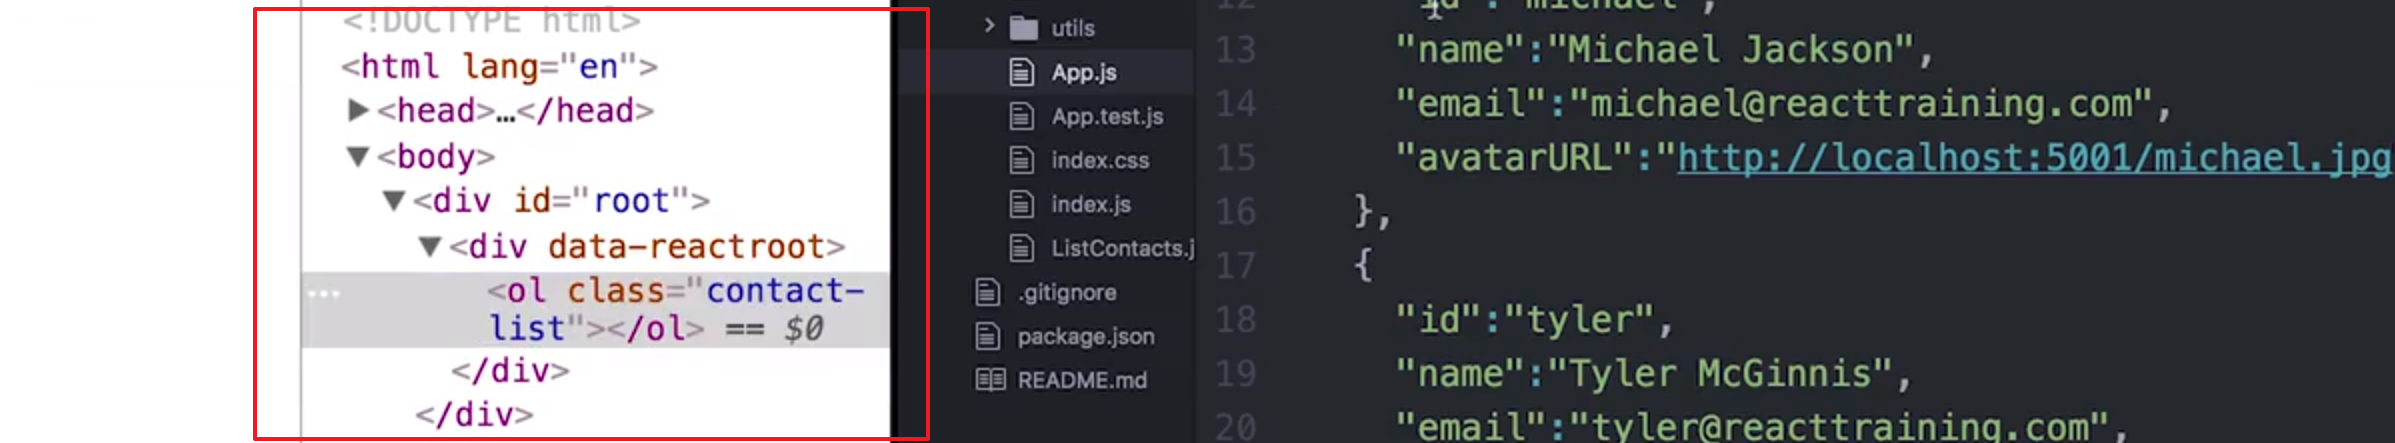 <!DOCTYPE html>
<html lang="en">
▶<head>…</head>
▼<body>
▼<div id="root">
▼<div data-reactroot>
<ol class="contact-
list"></ol> == $0
</div>
</div>
utils
App.js
App.test.js
index.css
index.js
ListContacts.j
.gitignore
package.json
README.md
12 "id":"michael",
13 "name":"Michael Jackson",
14 "email":"michael@reacttraining.com",
15 "avatarURL":"http://localhost:5001/michael.jpg
16 },
17 {
18 "id":"tyler",
19 "name":"Tyler McGinnis",
20 "email":"tyler@reacttraining.com",